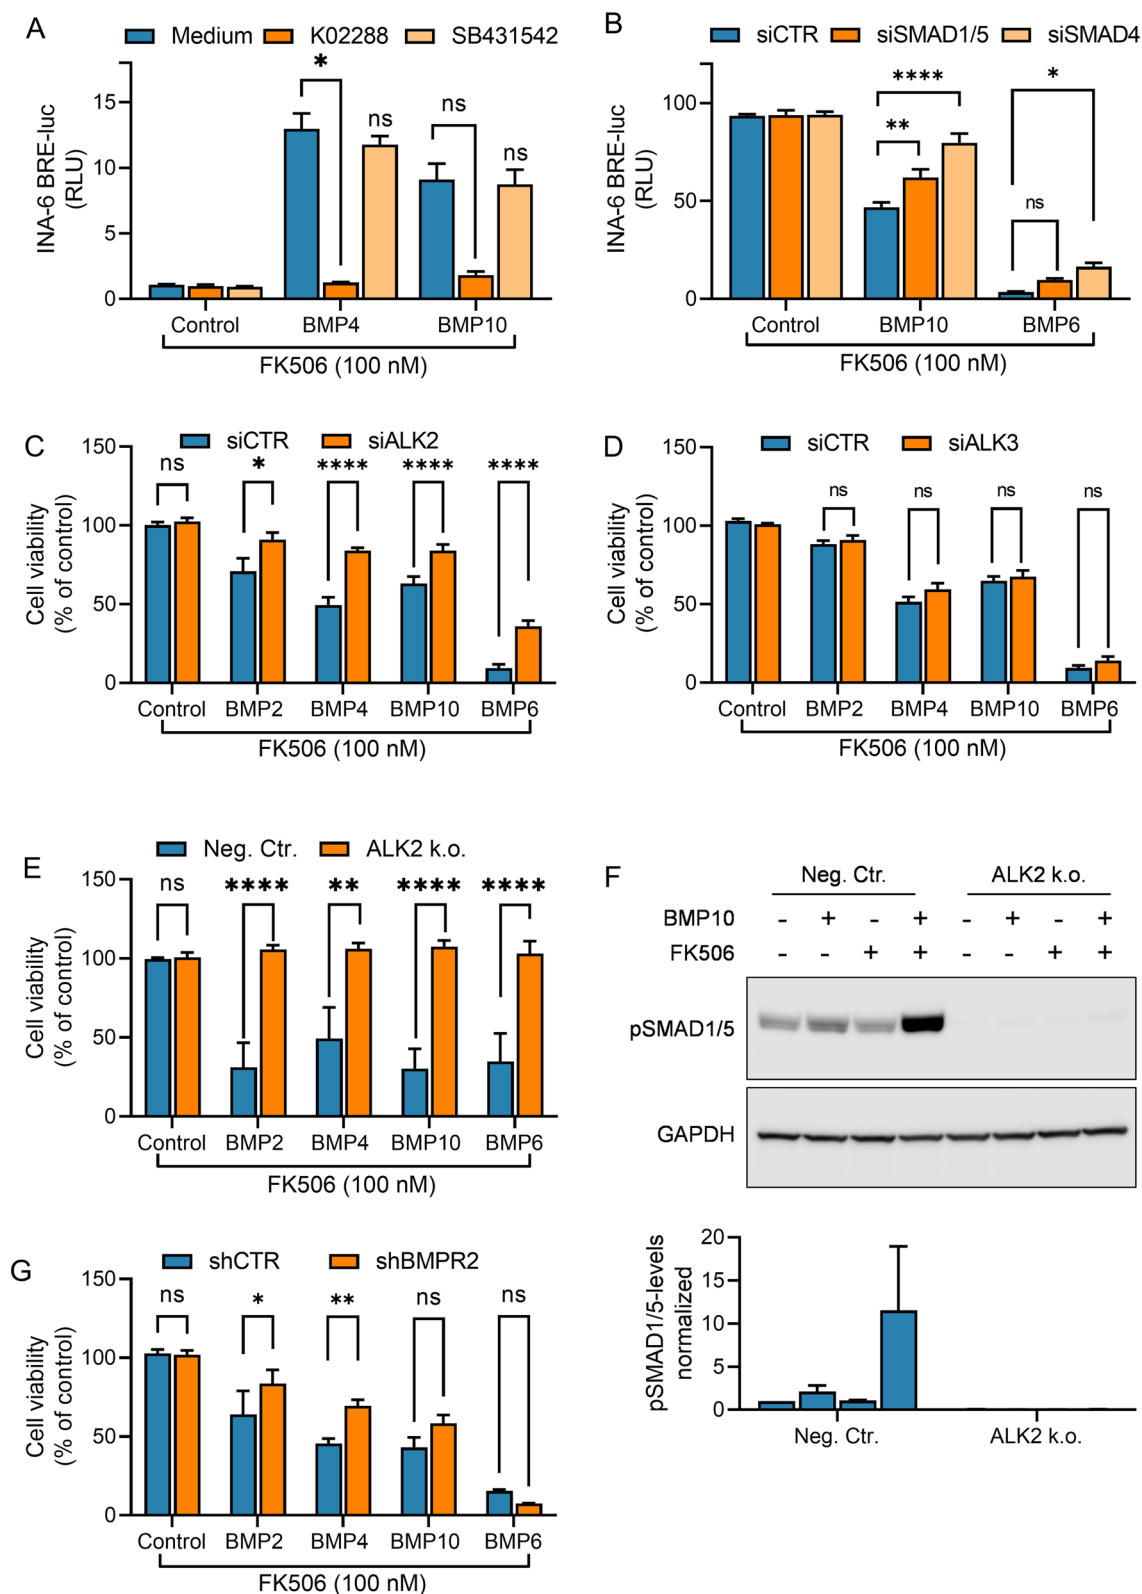 A
Medium K02288 SB431542
INA-6 BRE-luc
(RLU)
15
10
5
0
* ns ns ns
Control BMP4 BMP10
FK506 (100 nM)
B
siCTR siSMAD1/5 siSMAD4
INA-6 BRE-luc
(RLU)
100
50
0
**** ** * ns
Control BMP10 BMP6
FK506 (100 nM)
C
siCTR siALK2
Cell viability
(% of control)
150
100
50
0
ns * **** **** ****
Control BMP2 BMP4 BMP10 BMP6
FK506 (100 nM)
D
siCTR siALK3
Cell viability
(% of control)
150
100
50
0
ns ns ns ns
Control BMP2 BMP4 BMP10 BMP6
FK506 (100 nM)
E
Neg. Ctr. ALK2 k.o.
Cell viability
(% of control)
150
100
50
0
ns **** ** **** ****
Control BMP2 BMP4 BMP10 BMP6
FK506 (100 nM)
F
Neg. Ctr. ALK2 k.o.
BMP10 - + - + - + - +
FK506 - - + + - - + +
pSMAD1/5
GAPDH
pSMAD1/5-levels
normalized
20
15
10
5
0
Neg. Ctr. ALK2 k.o.
G
shCTR shBMPR2
Cell viability
(% of control)
150
100
50
0
ns * ** ns ns
Control BMP2 BMP4 BMP10 BMP6
FK506 (100 nM)